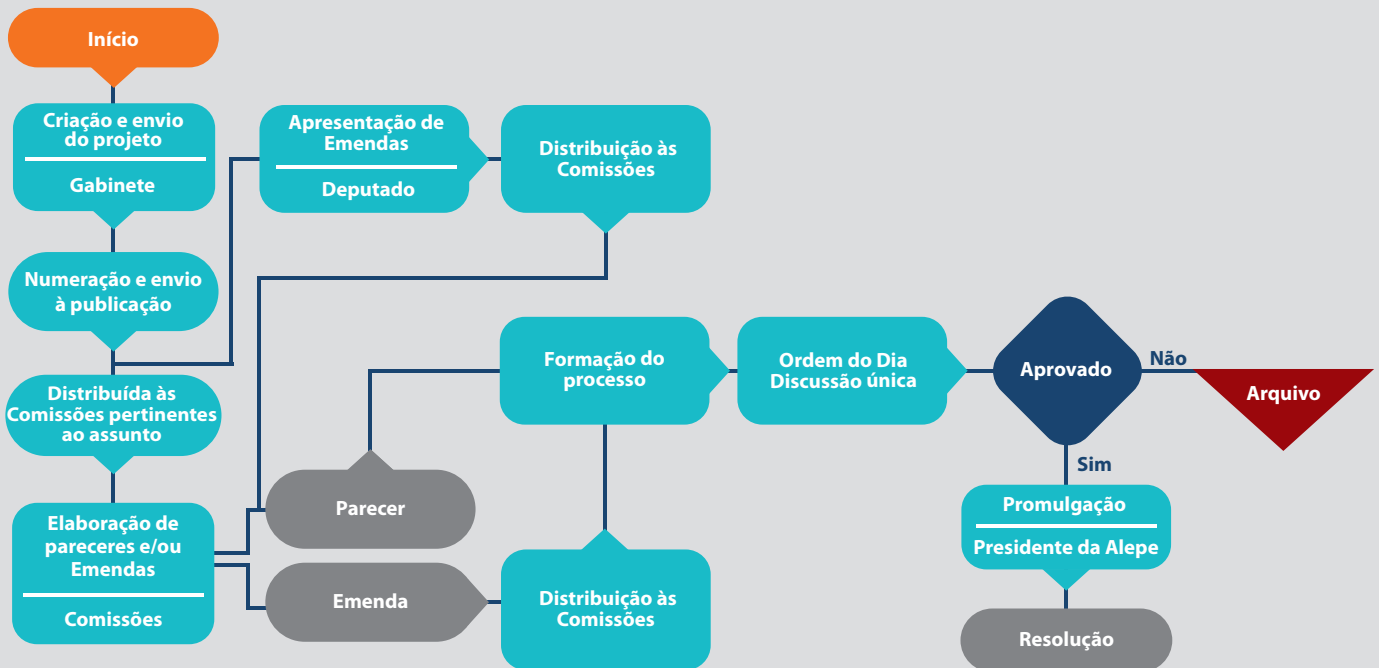 Início
Criação e envio
do projeto
Gabinete
Numeração e envio
à publicação
Distribuída às
Comissões pertinentes
ao assunto
Elaboração de
pareceres e/ou
Emendas
Comissões
Apresentação de
Emendas
Deputado
Distribuição às
Comissões
Parecer
Emenda
Distribuição às
Comissões
Formação do
processo
Ordem do Dia
Discussão única
Aprovado
Não
Arquivo
Sim
Promulgação
Presidente da Alepe
Resolução